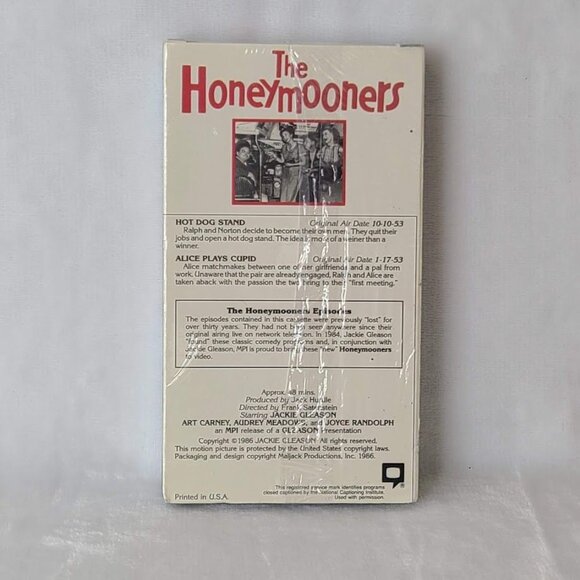 The
Honeymooners
HOT DOG STAND Original Air Date 10-10-53
Ralph and Norton decide to become their own men. They quit their
jobs and open a hot dog stand. The idea is more of a weiner than a
winner.
ALICE PLAYS CUPID Original Air Date 1-17-53
Alice matchmakes between one of her girlfriends and a pal from
work. Unaware that the pair are already engaged, Ralph and Alice are
taken aback with the passion the two bring to their "first meeting."
The Honeymooners Episodes
The episodes contained in this cassette were previously "lost" for
over thirty years. They had not been seen anywhere since their
original airing live on network television. In 1984, Jackie Gleason
"found" these classic comedy programs and, in conjunction with
Jackie Gleason, MPI is proud to bring these "new" Honeymooners
to video.
Approx. 48 mins.
Produced by Jack Hurdle
Directed by Frank Satenstein
Starring JACKIE GLEASON
ART CARNEY, AUDREY MEADOWS, and JOYCE RANDOLPH
an MPI release of a GLEASON Presentation
Copyright ©1986 JACKIE GLEASON All rights reserved.
This motion picture is protected by the United States copyright laws.
Packaging and design copyright Maljack Productions, Inc. 1986.
This registered service mark identifies programs
closed captioned by the National Captioning Institute.
Used with permission.
Printed in U.S.A.
®